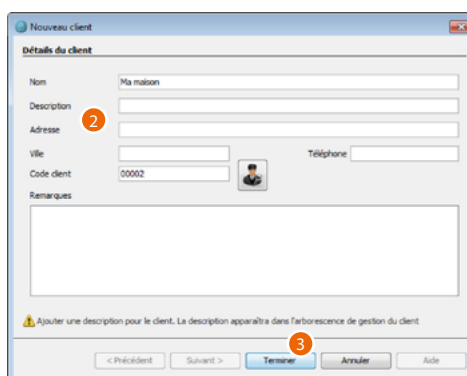 Nouveau client
Détails du client
Nom Ma maison
Description
2
Adresse
Ville Téléphone
Code client 00002
Remarques
Ajouter une description pour le client. La description apparaîtra dans l'arborescence de gestion du client
3
< Précédent Suivant > Terminer Annuler Aide